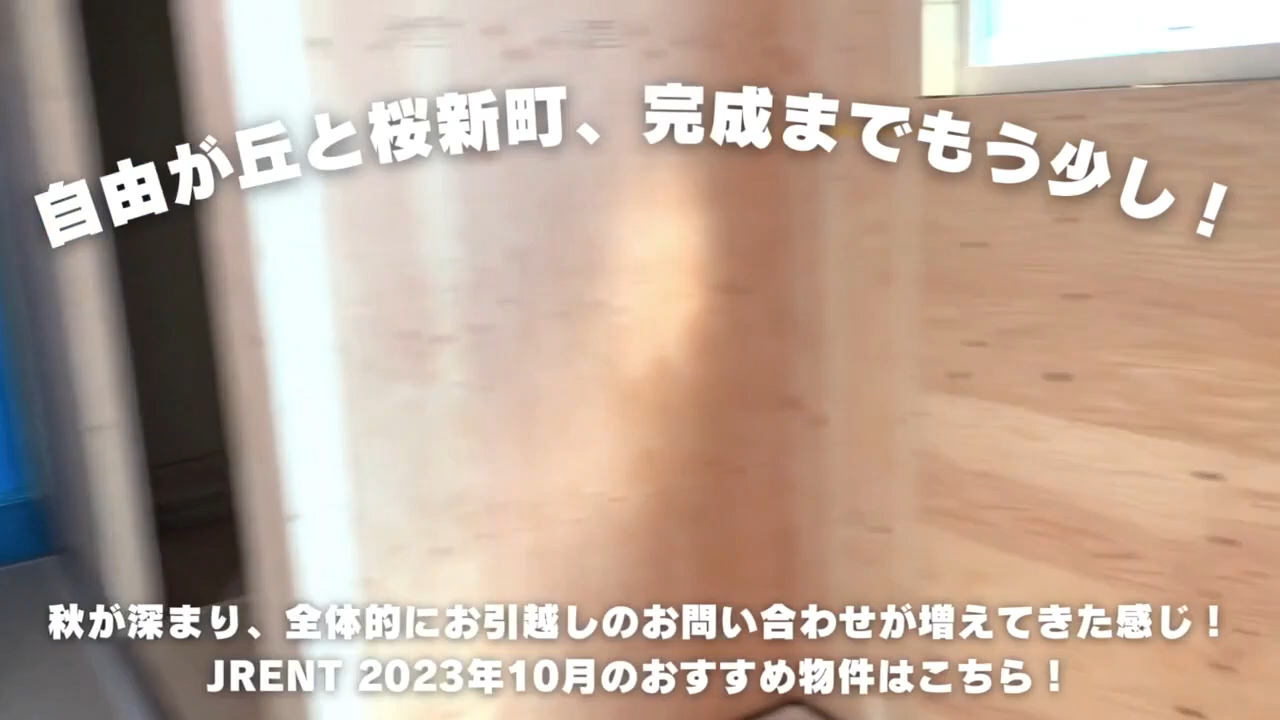 自由が丘と桜新町、完成までもう少し！
秋が深まり、全体的にお引越しのお問い合わせが増えてきた感じ！
JRENT 2023年10月のおすすめ物件はこちら！